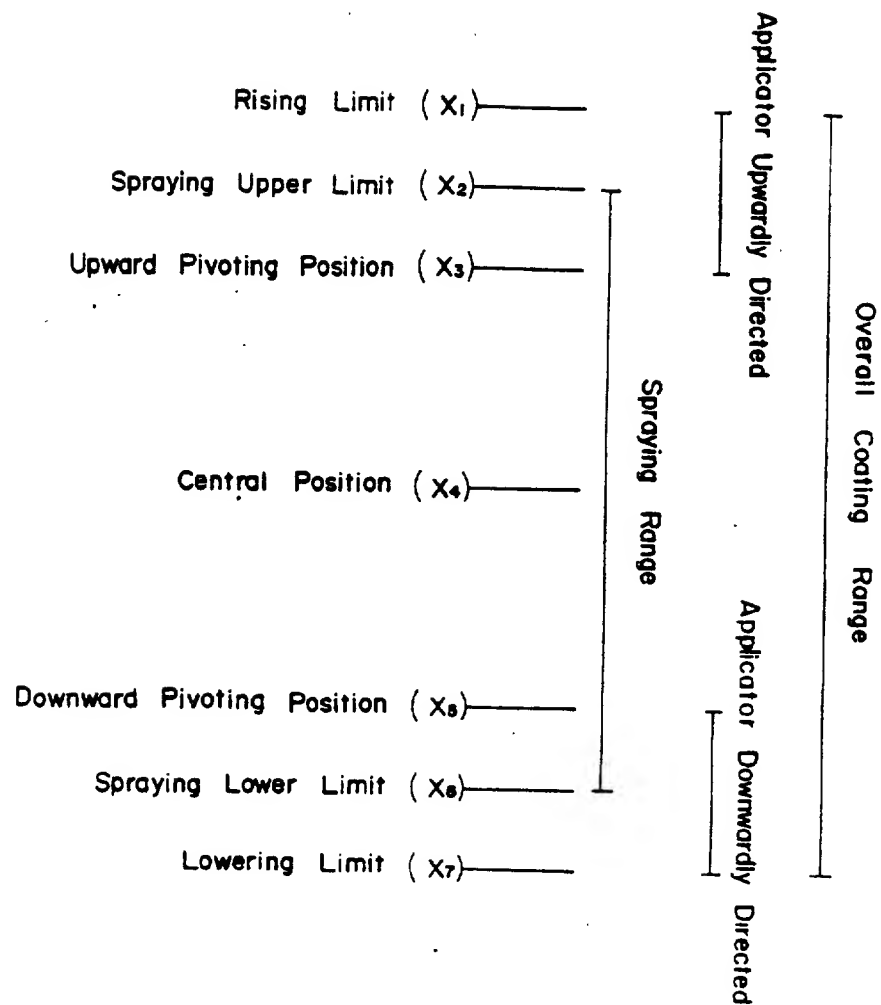 Rising Limit (X₁)
Spraying Upper Limit (X₂)
Upward Pivoting Position (X₃)
Central Position (X₄)
Downward Pivoting Position (X₅)
Spraying Lower Limit (X₆)
Lowering Limit (X₇)
Spraying Range
Applicator Upwardly Directed
Applicator Downwardly Directed
Overall Coating Range